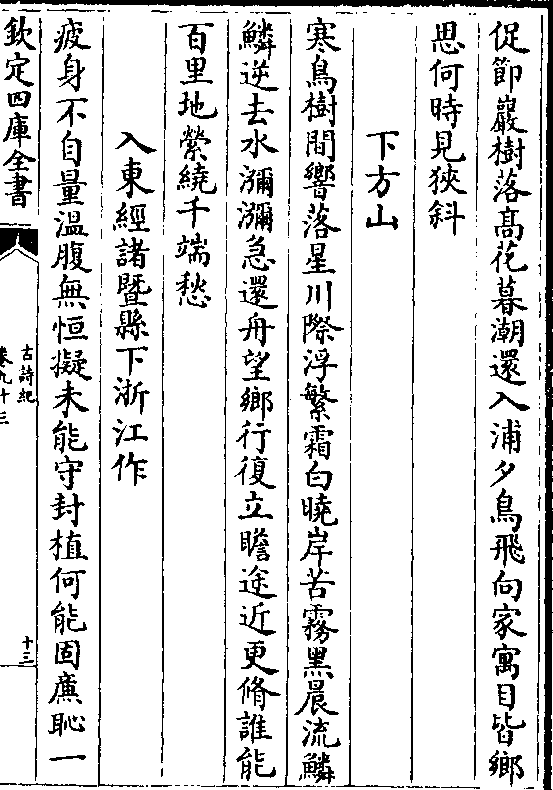 促節巖樹落髙花暮潮還入浦夕鳥飛向家寓目皆鄉
思何時見狹斜
下方山
寒鳥樹間響落星川際浮繁霜白曉岸苦霧黑晨流鱗
鱗逆去水瀰瀰急還舟望鄉行復立瞻途近更脩誰能
百里地縈繞千端愁
入東經諸暨縣下浙江作
疲身不自量溫腹無恒擬未能守封植何能固廉恥一
欽定四庫全書
古詩紀
卷九十三
十三